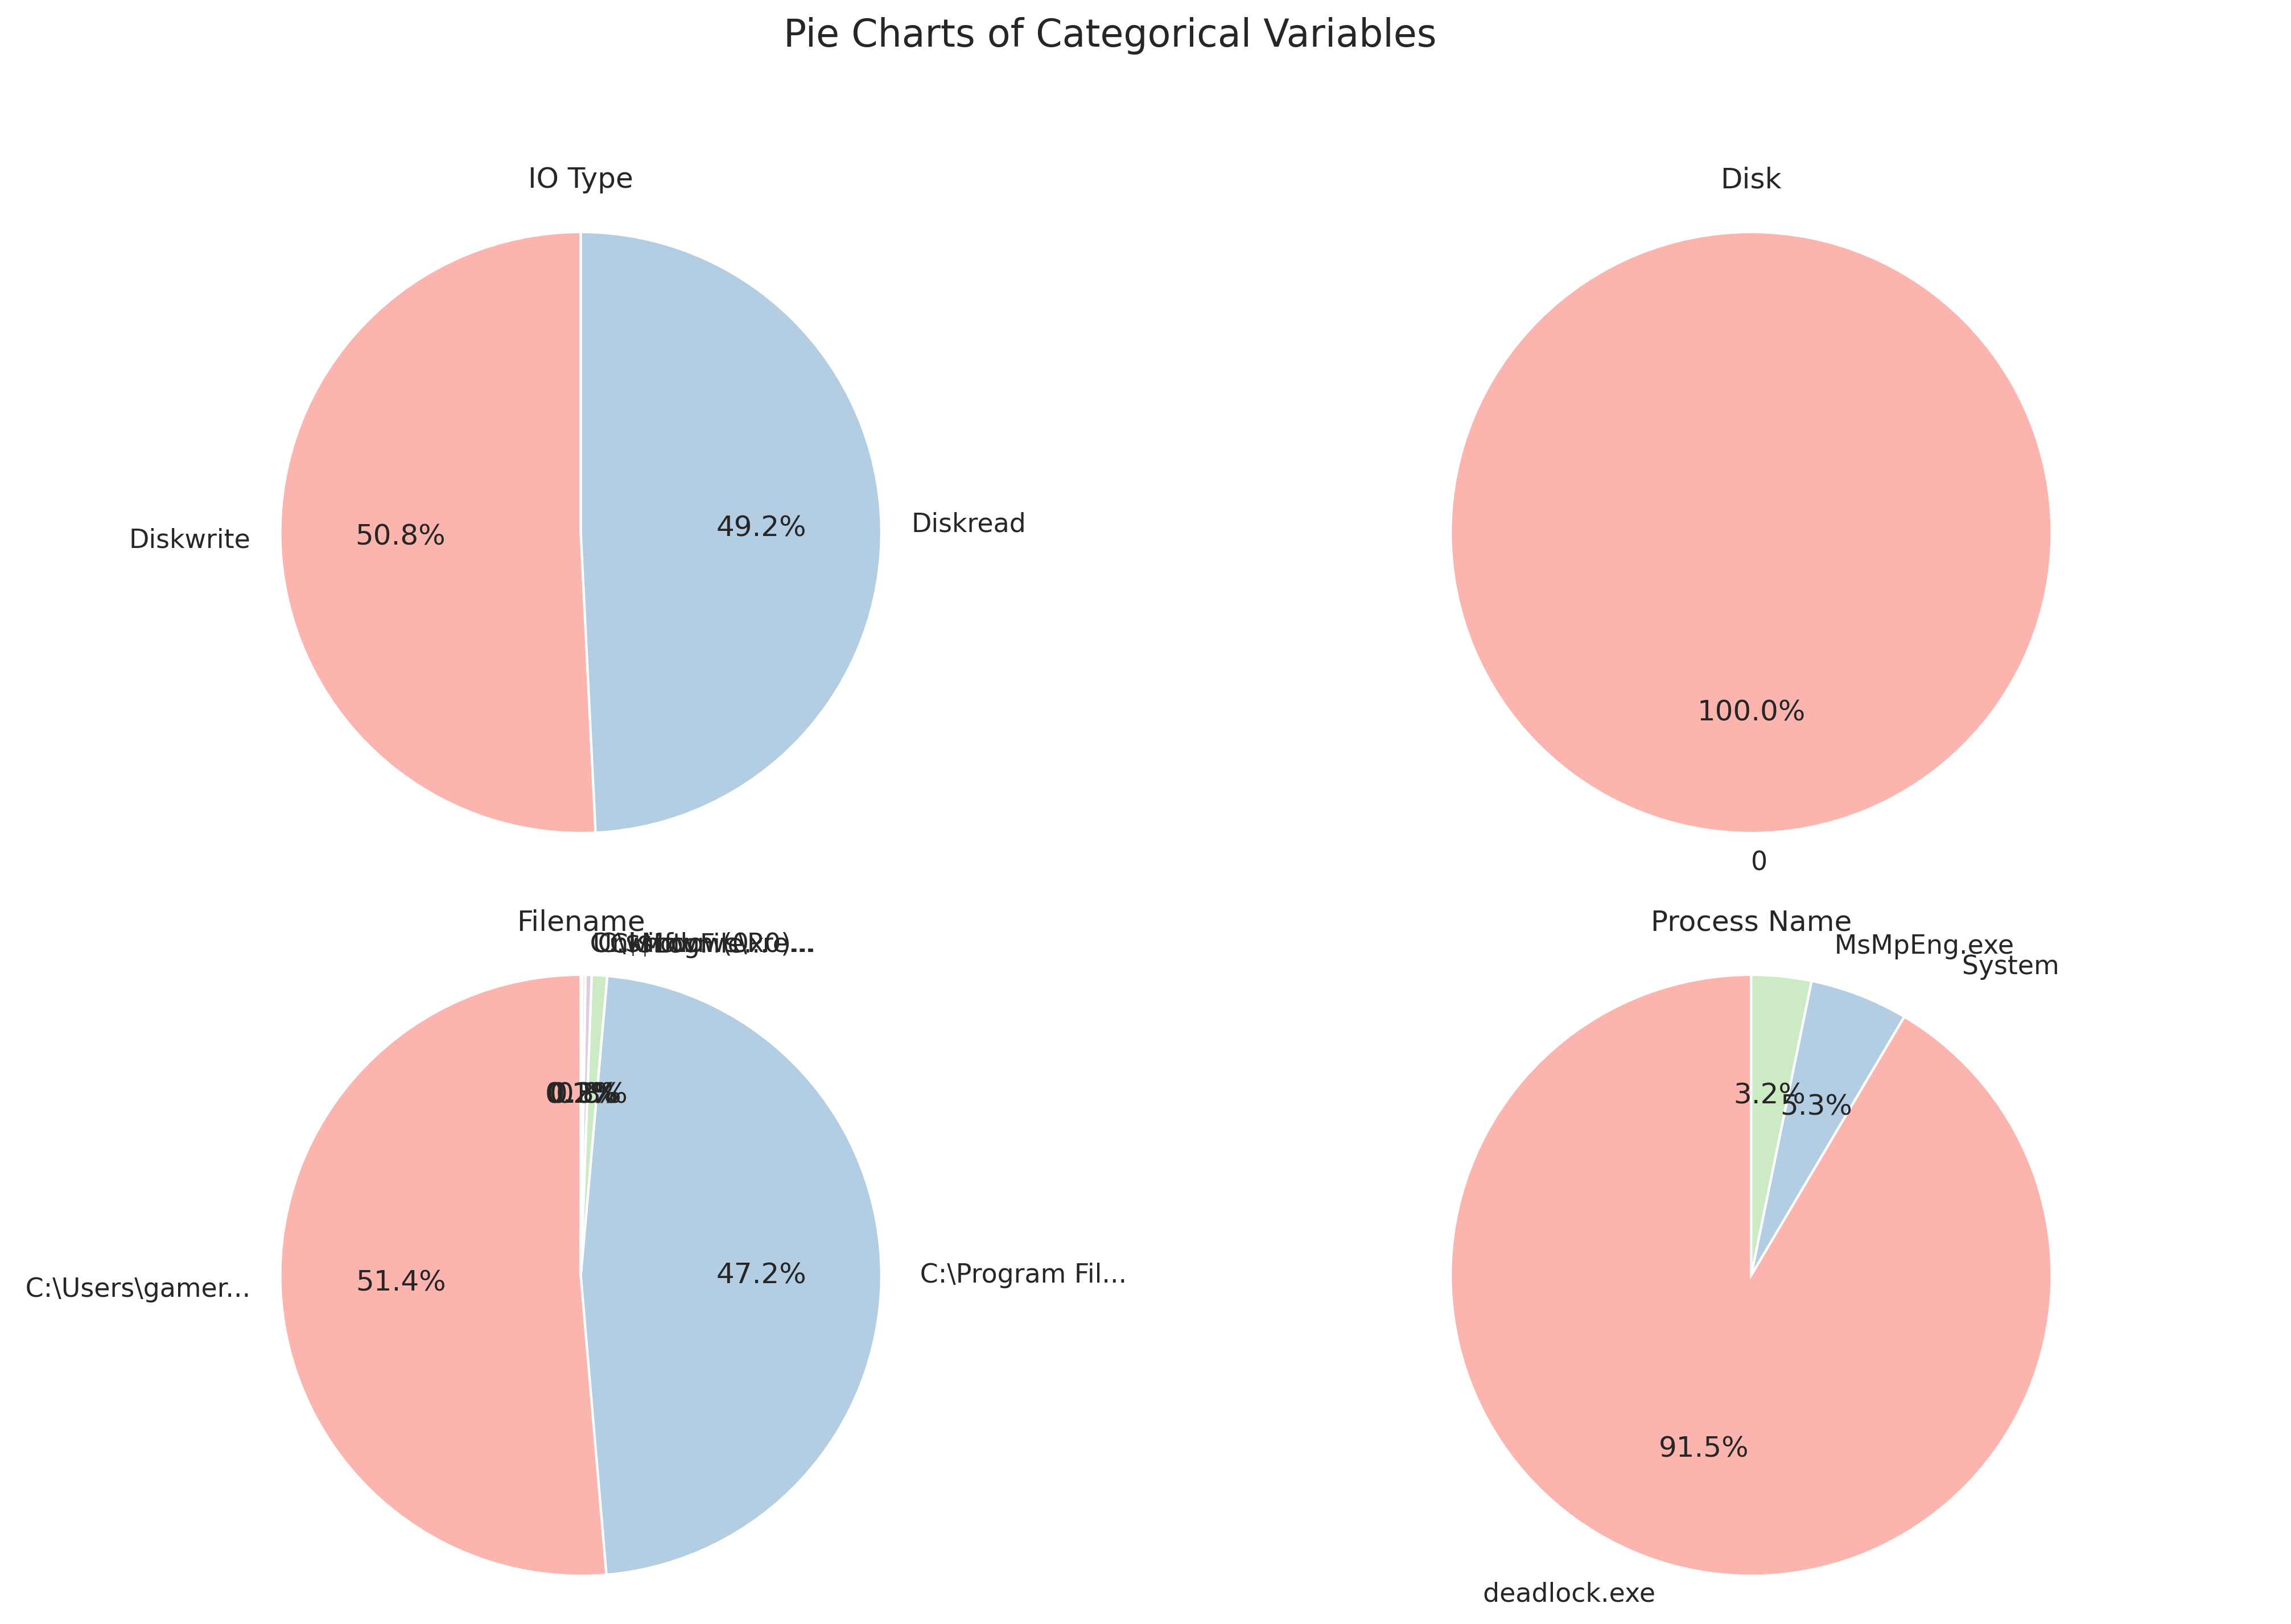 Pie Charts of Categorical Variables
IO Type
Diskwrite
50.8%
49.2%
Diskread
Disk
100.0%
0
Filename
C:\Users\gamer...
51.4%
47.2%
C:\Program Fil...
Process Name
MsMpEng.exe
System
3.2%
5.3%
91.5%
deadlock.exe